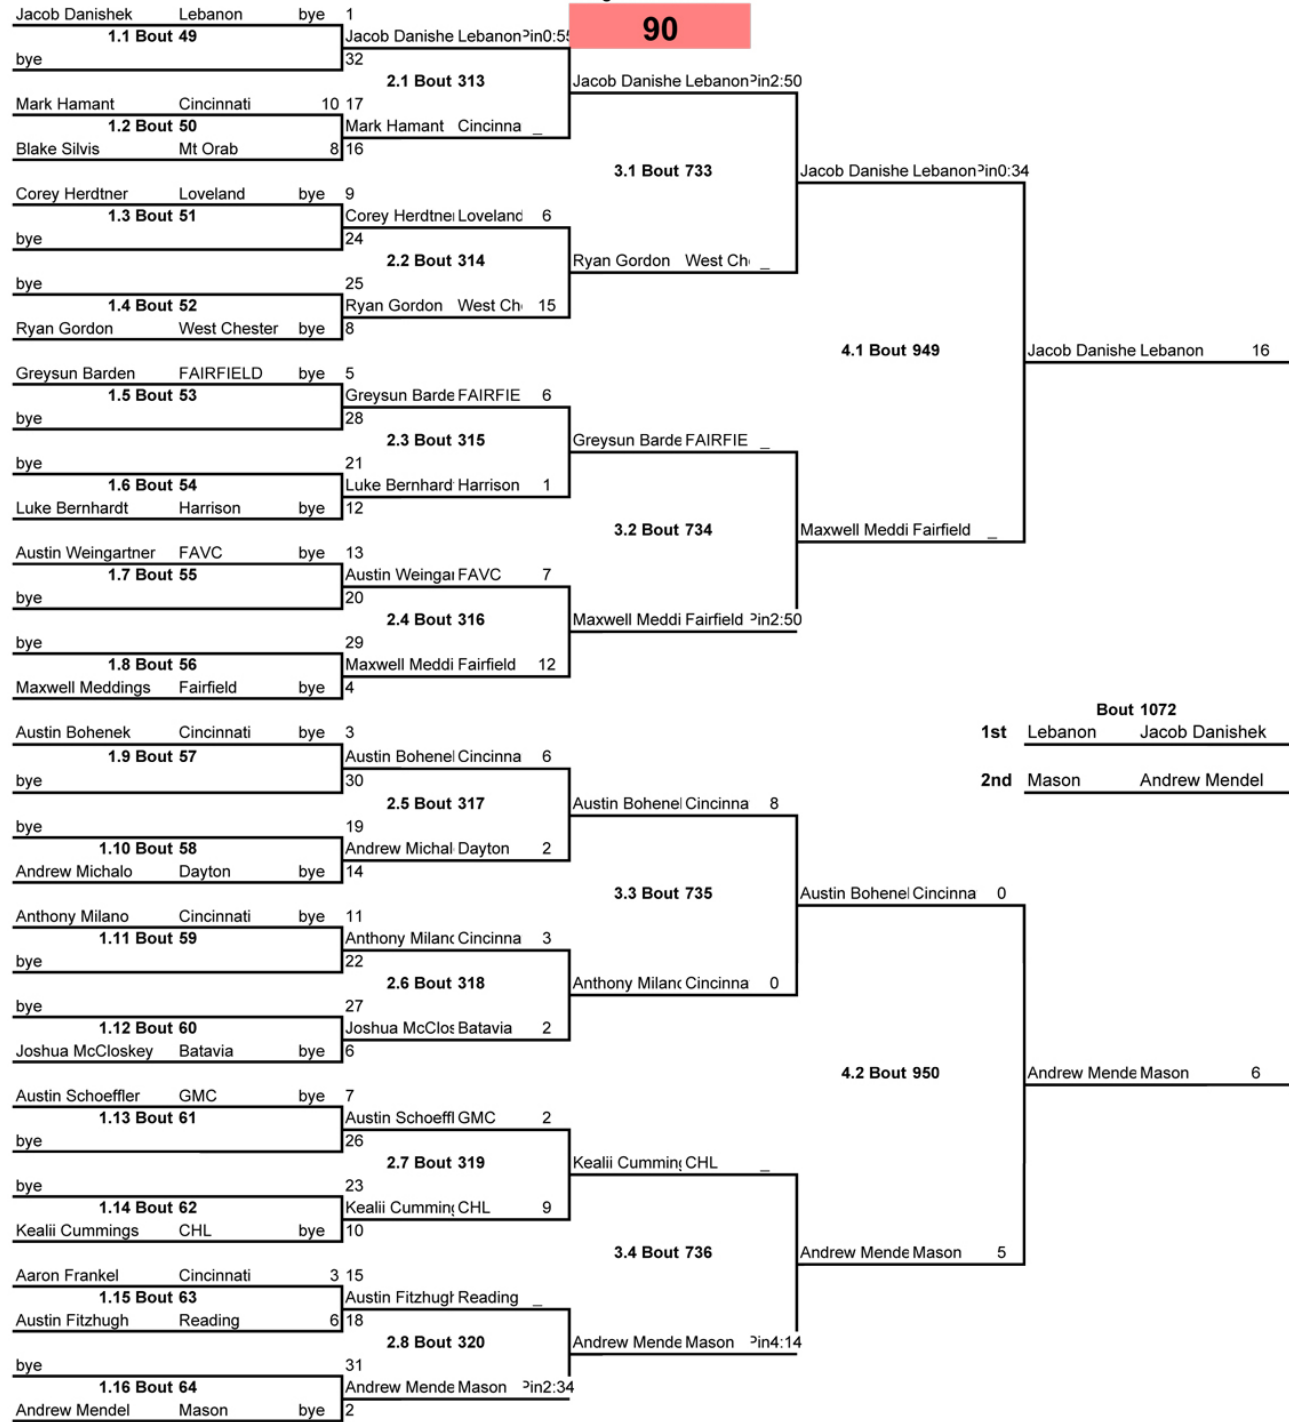 Jacob Danishek Lebanon bye 1
90
1.1 Bout 49
Jacob Danishe Lebanon Pin0:55
bye
32
2.1 Bout 313
Jacob Danishe Lebanon Pin2:50
Mark Hamant Cincinnati 10 17
1.2 Bout 50
Mark Hamant Cincinna _
Blake Silvis Mt Orab 8 16
3.1 Bout 733
Jacob Danishe Lebanon Pin0:34
Corey Herdtner Loveland bye 9
1.3 Bout 51
Corey Herdtner Loveland 6
bye
24
2.2 Bout 314
Ryan Gordon West Ch _
bye
25
1.4 Bout 52
Ryan Gordon West Ch 15
Ryan Gordon West Chester bye 8
4.1 Bout 949
Jacob Danishe Lebanon 16
Greysun Barden FAIRFIELD bye 5
1.5 Bout 53
Greysun Barde FAIRFIE 6
bye
28
2.3 Bout 315
Greysun Barde FAIRFIE _
bye
21
1.6 Bout 54
Luke Bernhard Harrison 1
Luke Bernhardt Harrison bye 12
3.2 Bout 734
Maxwell Meddi Fairfield _
Austin Weingartner FAVC bye 13
1.7 Bout 55
Austin Weingar FAVC 7
bye
20
2.4 Bout 316
Maxwell Meddi Fairfield Pin2:50
bye
29
1.8 Bout 56
Maxwell Meddi Fairfield 12
Maxwell Meddings Fairfield bye 4
Bout 1072
1st Lebanon Jacob Danishek
2nd Mason Andrew Mendel
Austin Bohenek Cincinnati bye 3
1.9 Bout 57
Austin Bohenel Cincinna 6
bye
30
2.5 Bout 317
Austin Bohenel Cincinna 8
bye
19
1.10 Bout 58
Andrew Michal Dayton 2
Andrew Michalo Dayton bye 14
3.3 Bout 735
Austin Bohenel Cincinna 0
Anthony Milano Cincinnati bye 11
1.11 Bout 59
Anthony Milanc Cincinna 3
bye
22
2.6 Bout 318
Anthony Milanc Cincinna 0
bye
27
1.12 Bout 60
Joshua McClos Batavia 2
Joshua McCloskey Batavia bye 6
4.2 Bout 950
Andrew Mende Mason 6
Austin Schoeffler GMC bye 7
1.13 Bout 61
Austin Schoeffl GMC 2
bye
26
2.7 Bout 319
Kealii Cumming CHL _
bye
23
1.14 Bout 62
Kealii Cumming CHL 9
Kealii Cummings CHL bye 10
3.4 Bout 736
Andrew Mende Mason 5
Aaron Frankel Cincinnati 3 15
1.15 Bout 63
Austin Fitzhugh Reading _
Austin Fitzhugh Reading 6 18
2.8 Bout 320
Andrew Mende Mason Pin4:14
bye
31
1.16 Bout 64
Andrew Mende Mason Pin2:34
Andrew Mendel Mason bye 2